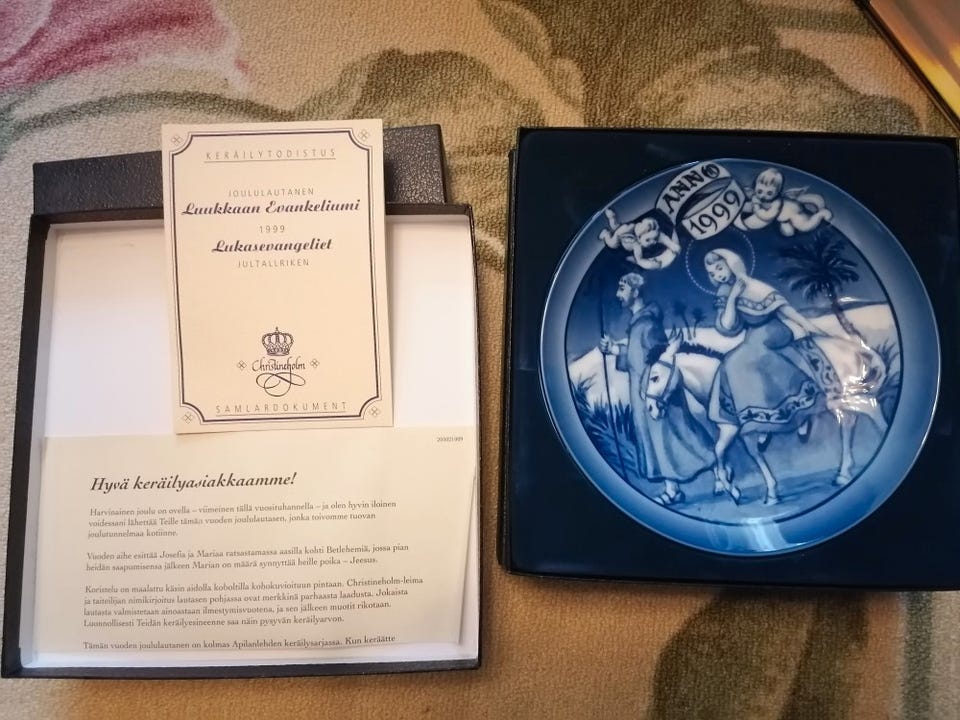 KERÄILYTODISTUS
JOULULAUTANEN
Luukkaan Evankeliumi
1999
Lukasevangeliet
JULTALLRIKEN
Christineholm
SAMLARDOKUMENT
200021009
Hyvä keräilyasiakkaamme!
Harvinainen joulu on ovella – viimeinen tällä vuosituhannella – ja olen hyvin iloinen
voidessani lähettää Teille tämän vuoden joululautasen, jonka toivomme tuovan
joulutunnelmaa kotiinne.
Vuoden aihe esittää Josefia ja Mariaa ratsastamassa aasilla kohti Betlehemiä, jossa pian
heidän saapumisensa jälkeen Marian on määrä synnyttää heille poika – Jeesus.
Koristelu on maalattu käsin aidolla koboltilla kohokuvioituun pintaan. Christineholm-leima
ja taiteilijan nimikirjoitus lautasen pohjassa ovat merkkinä parhaasta laadusta. Jokaista
lautasta valmistetaan ainoastaan ilmestymisvuotena, ja sen jälkeen muotit rikotaan.
Luonnollisesti Teidän keräilyesineenne saa näin pysyvän keräilyarvon.
Tämän vuoden joululautanen on kolmas Apilanlehden keräilysarjassa. Kun keräätte
ANNO
1999